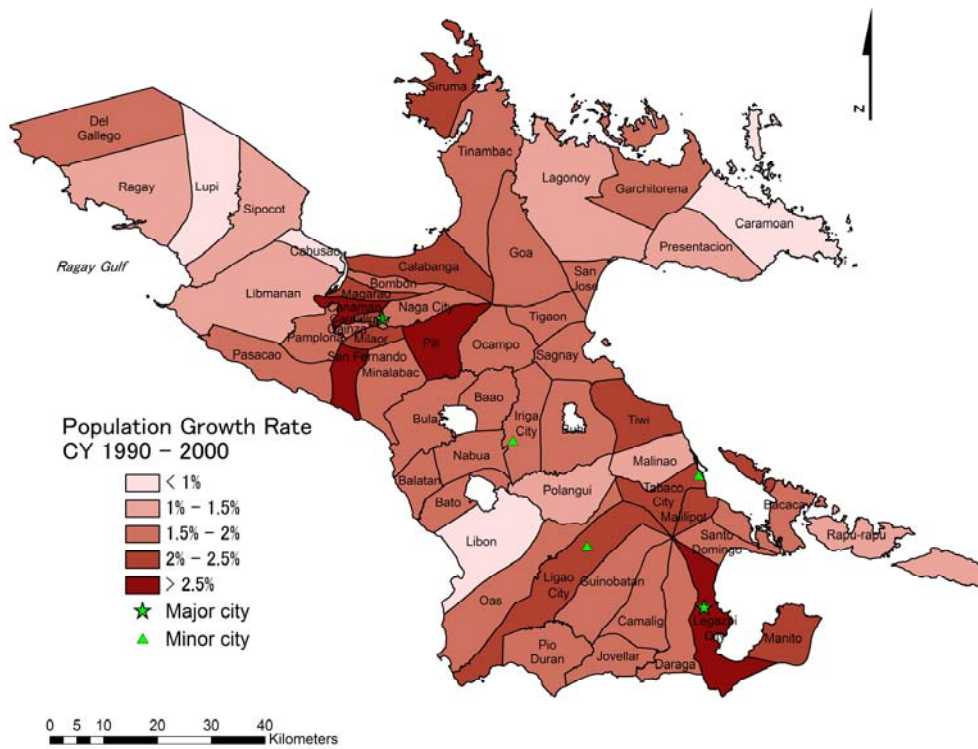 Siruma
Del
Gallego
Tinambac
Lagonoy
Garchitorena
Ragay
Lupi
Sipocot
Caramoan
Presentacion
Cabusao
Goa
Ragay Gulf
Calabanga
San
Jose
Bombon
Libmanan
Magarao
Canaman
Naga City
Tigaon
Gainza
Milaor
Pamplona
Pili
Ocampo
Pasacao
San Fernando
Sagnay
Minalabac
Baao
Bula
Iriga
City
Buhi
Tiwi
Nabua
Malinao
Balatan
Bato
Polangui
Tabaco
City
Malilipot
Bacacay
Libon
Santo
Domingo
Rapu-rapu
Ligao
City
Guinobatan
Oas
Camalig
Legazpi
City
Manito
Pio
Duran
Jovellar
Daraga
N
Population Growth Rate
CY 1990 – 2000
< 1%
1% – 1.5%
1.5% – 2%
2% – 2.5%
> 2.5%
Major city
Minor city
0 5 10 20 30 40
Kilometers